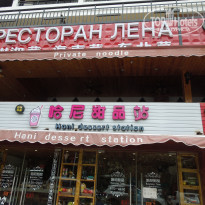 РЕСТОРАН ЛЕНА
Private noodle
哈尼甜品站
Hani dessert station
Hani dessert station